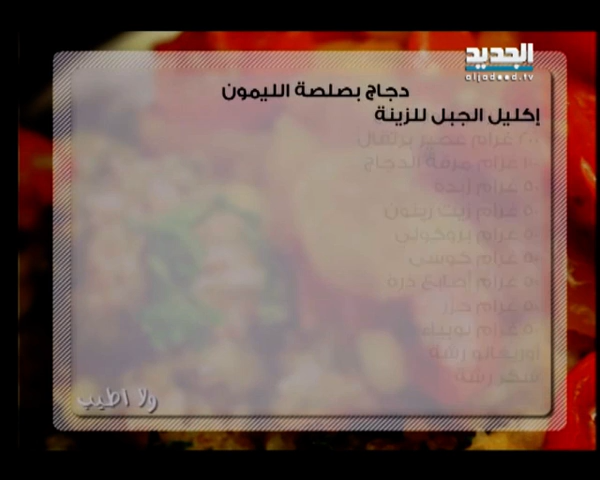 الجديد
aljadeed.tv
دجاج بصلصة الليمون
إكليل الجبل للزينة
٢٠٠ غرام عصير برتقال
١٠٠ غرام مرقة الدجاج
٥٠ غرام زبدة
٥٠ غرام زيت زيتون
٥٠ غرام بروكولي
٥٠ غرام كوسى
٥٠ غرام أصابع ذرة
٥٠ غرام جزر
٥٠ غرام لوبياء
اوريغانو رشة
سكر رشة
ولا اطيب